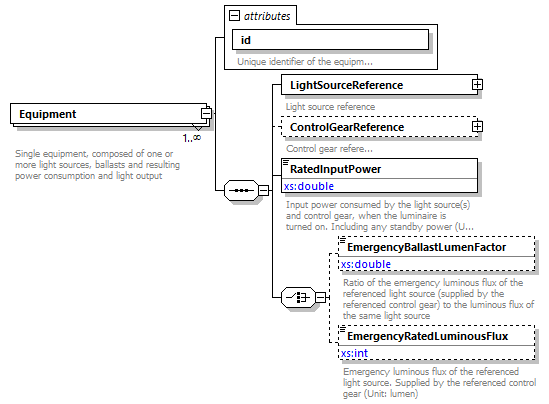 attributes
id
Unique identifier of the equipm...
Equipment
1..∞
Single equipment, composed of one or
more light sources, ballasts and resulting
power consumption and light output
LightSourceReference
Light source reference
ControlGearReference
Control gear refere...
RatedInputPower
xs:double
Input power consumed by the light source(s)
and control gear, when the luminaire is
turned on. Including any standby power (U...
EmergencyBallastLumenFactor
xs:double
Ratio of the emergency luminous flux of the
referenced light source (supplied by the
referenced control gear) to the luminous flux of
the same light source
EmergencyRatedLuminousFlux
xs:int
Emergency luminous flux of the referenced
light source. Supplied by the referenced control
gear (Unit: lumen)